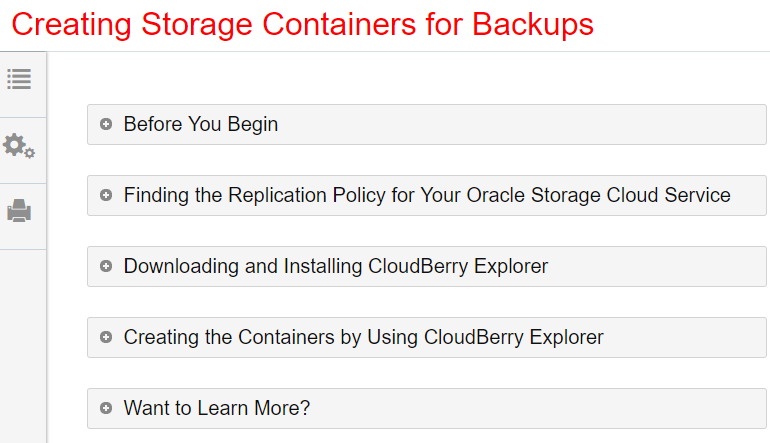 Creating Storage Containers for Backups
Before You Begin
Finding the Replication Policy for Your Oracle Storage Cloud Service
Downloading and Installing CloudBerry Explorer
Creating the Containers by Using CloudBerry Explorer
Want to Learn More?